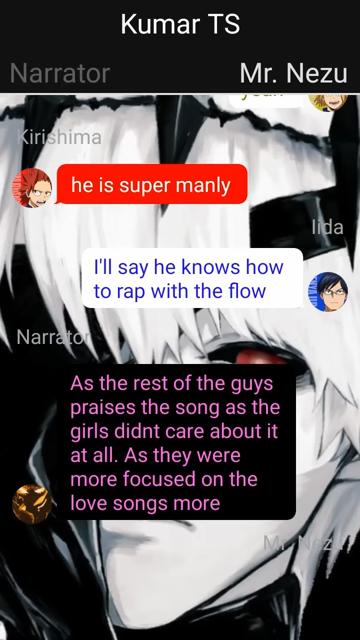 Kumar TS
Narrator
Mr. Nezu
yeah
Kirishima
he is super manly
Iida
I'll say he knows how
to rap with the flow
Narrator
As the rest of the guys
praises the song as the
girls didnt care about it
at all. As they were
more focused on the
love songs more
Mr. Nezu